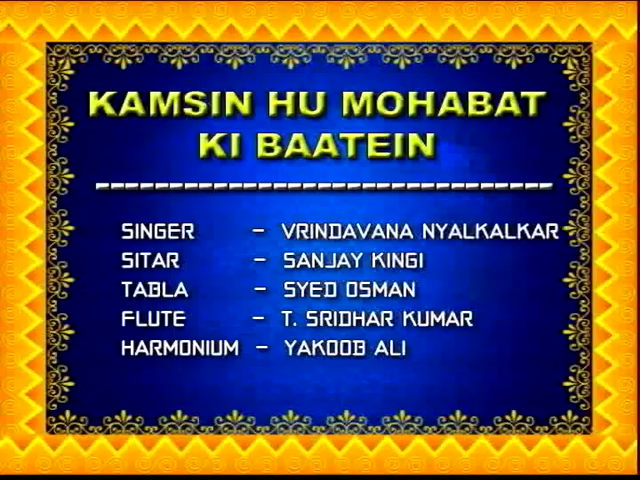 KAMSIN HU MOHABAT
KI BAATEIN
SINGER - VRINDAVANA NYALKALKAR
SITAR - SANJAY KINGI
TABLA - SYED OSMAN
FLUTE - T. SRIDHAR KUMAR
HARMONIUM - YAKOOB ALI